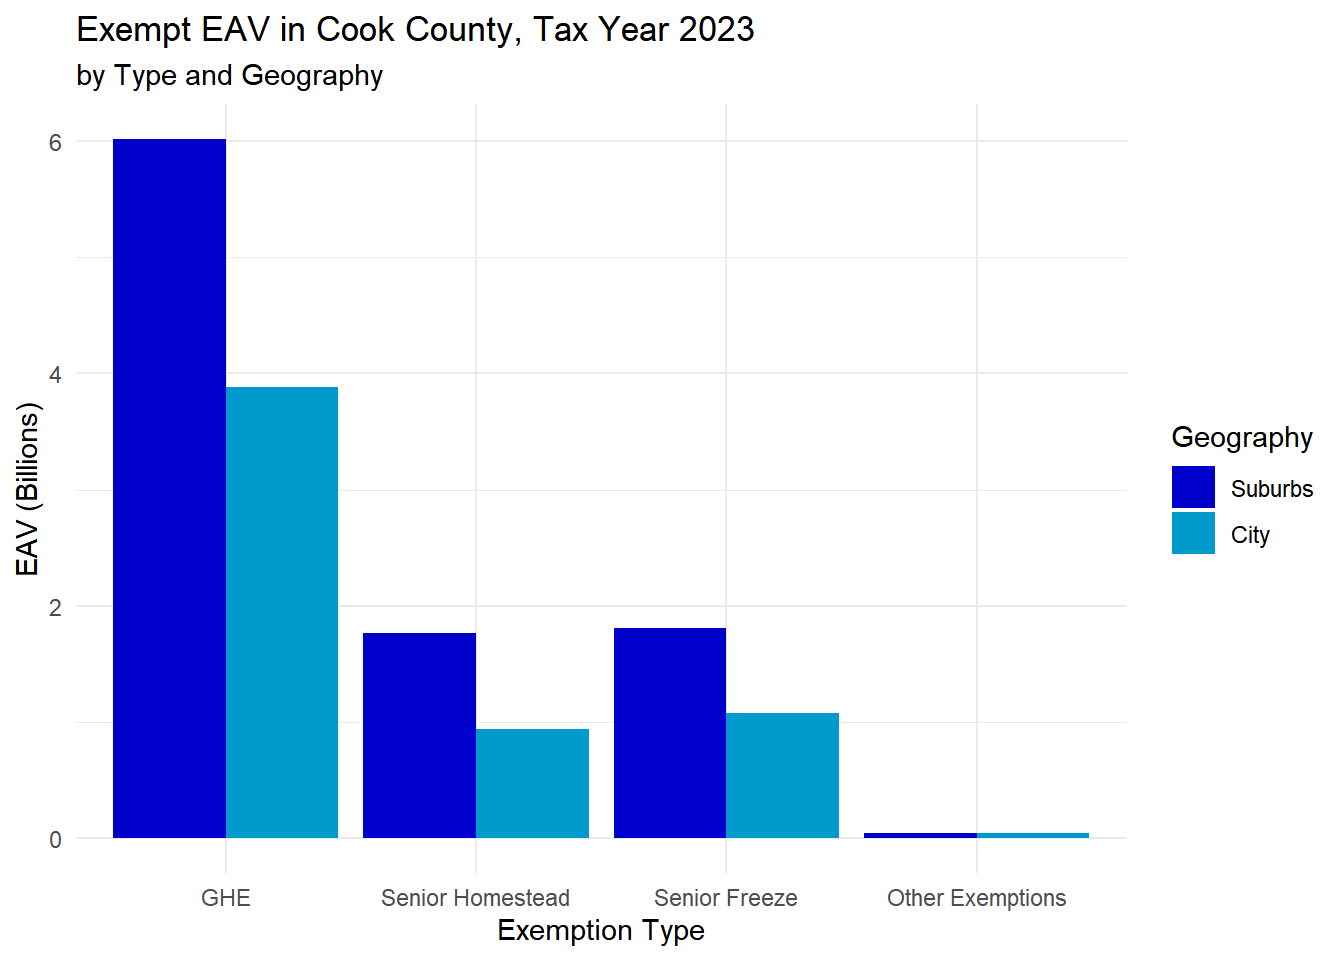 Exempt EAV in Cook County, Tax Year 2023
by Type and Geography
EAV (Billions)
6
4
2
0
GHE
Senior Homestead
Senior Freeze
Other Exemptions
Exemption Type
Geography
Suburbs
City